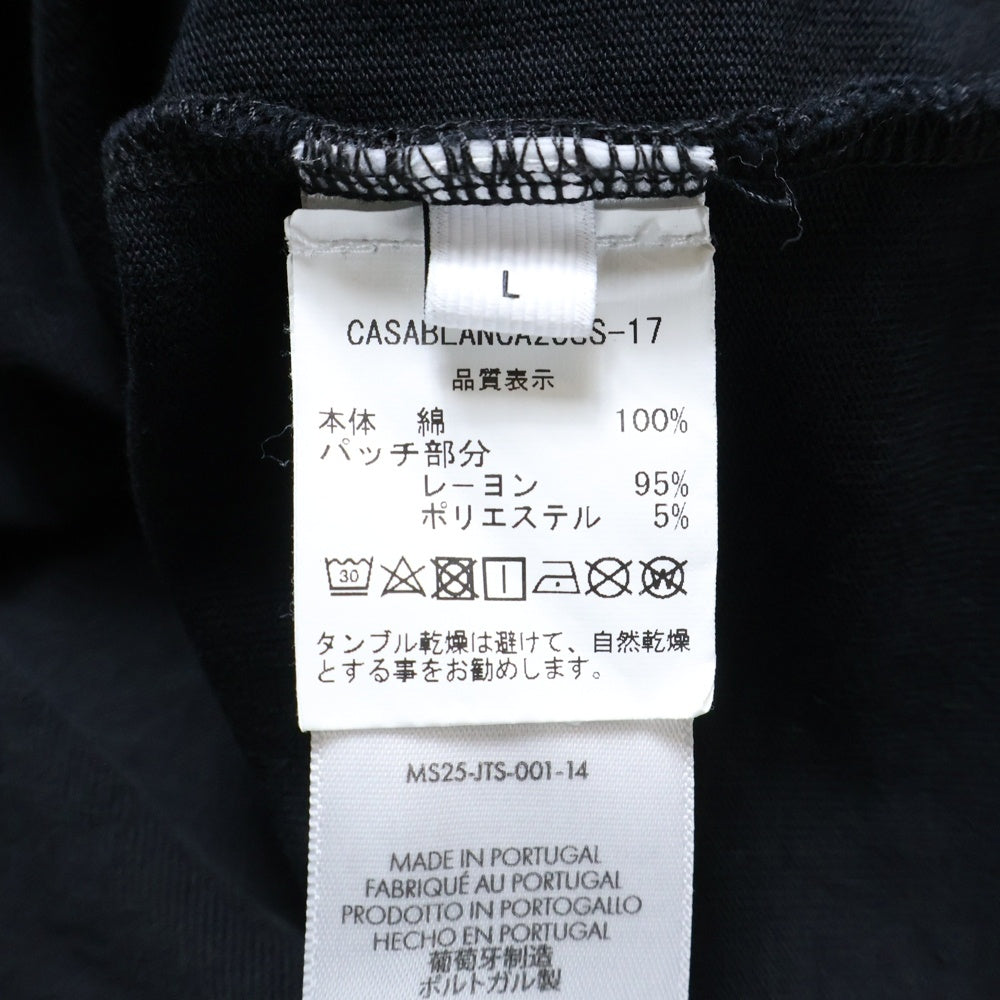 L
品質表示
本体 綿 100%
パッチ部分
レーヨン 95%
ポリエステル 5%
30
W
タンブル乾燥は避けて、自然乾燥
とする事をお勧めします。
MS25-JTS-001-14
MADE IN PORTUGAL
FABRIQUÉ AU PORTUGAL
PRODOTTO IN PORTOGALLO
HECHO EN PORTUGAL
葡萄牙制造
ポルトガル製